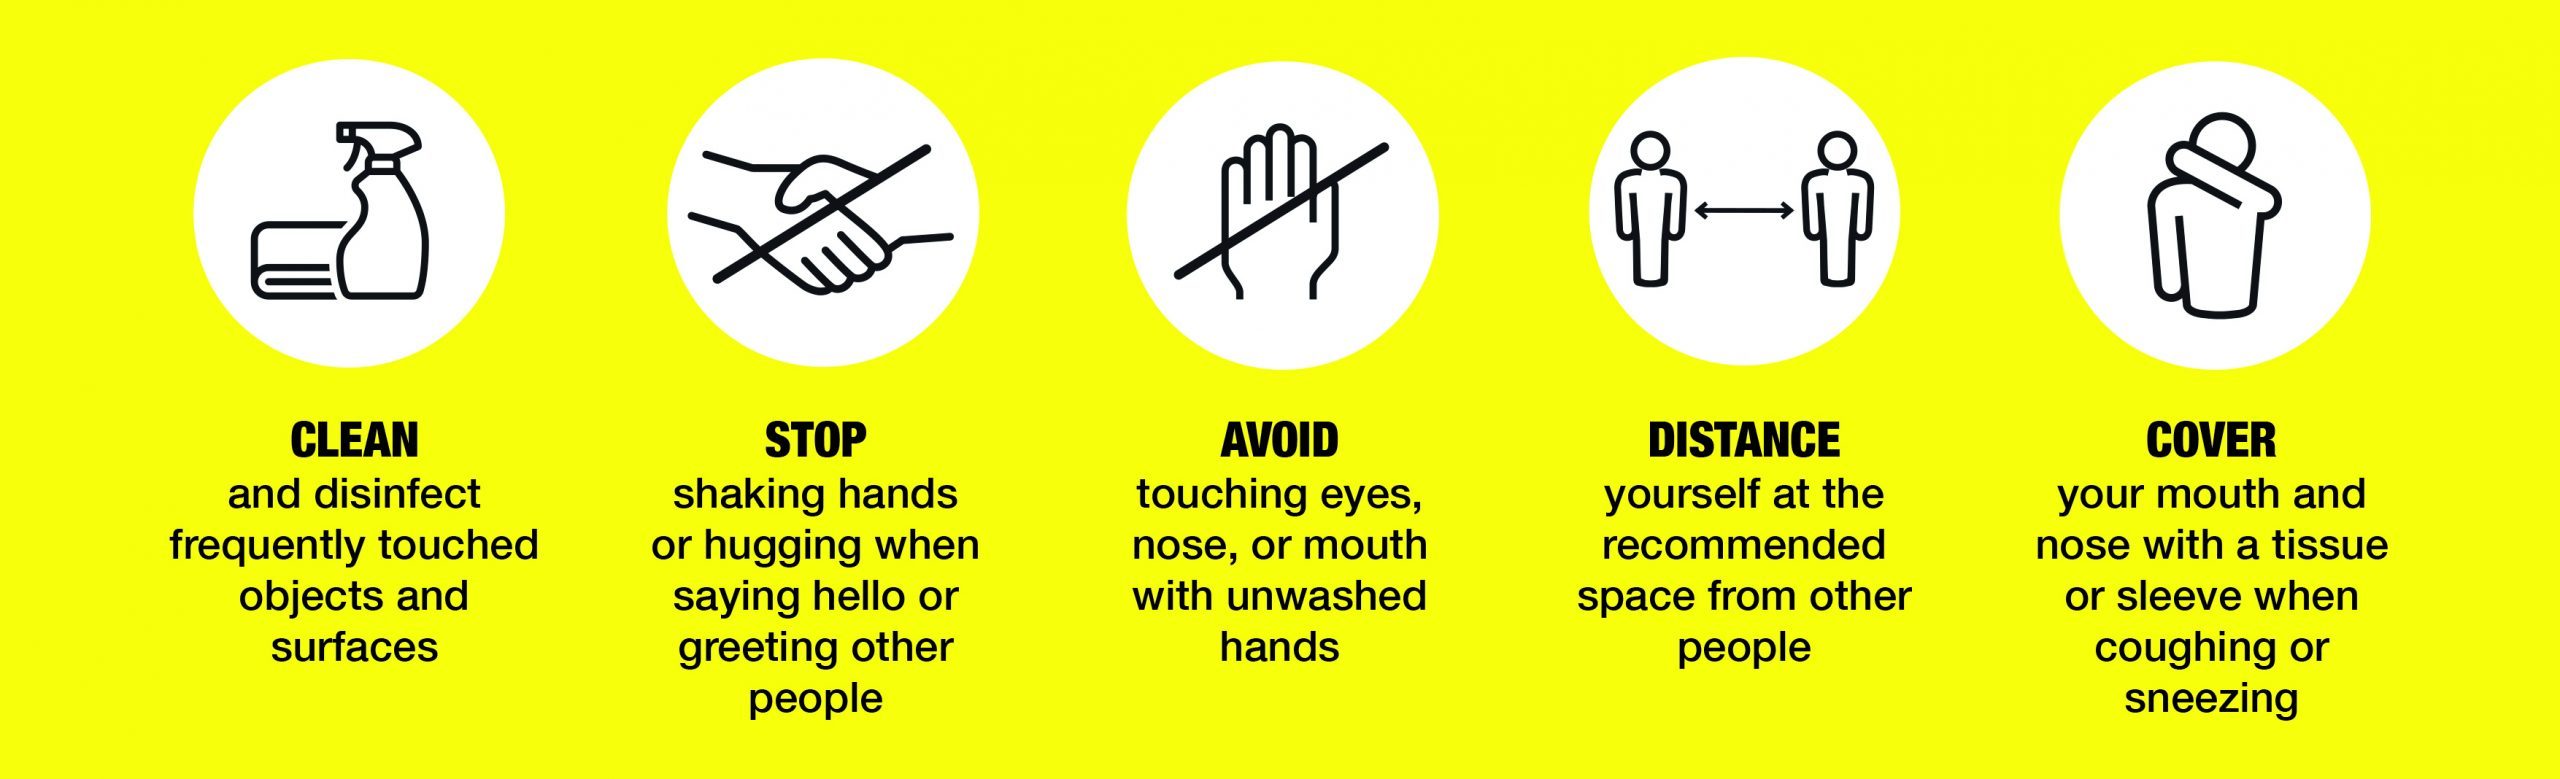 CLEAN
and disinfect
frequently touched
objects and
surfaces
STOP
shaking hands
or hugging when
saying hello or
greeting other
people
AVOID
touching eyes,
nose, or mouth
with unwashed
hands
DISTANCE
yourself at the
recommended
space from other
people
COVER
your mouth and
nose with a tissue
or sleeve when
coughing or
sneezing